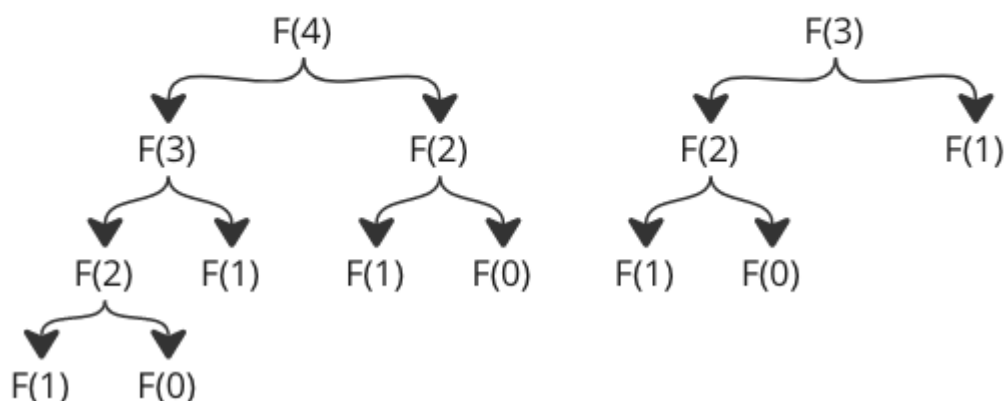 F(4) F(3)
F(3) F(2) F(2) F(1)
F(2) F(1) F(1) F(0) F(1) F(0)
F(1) F(0)